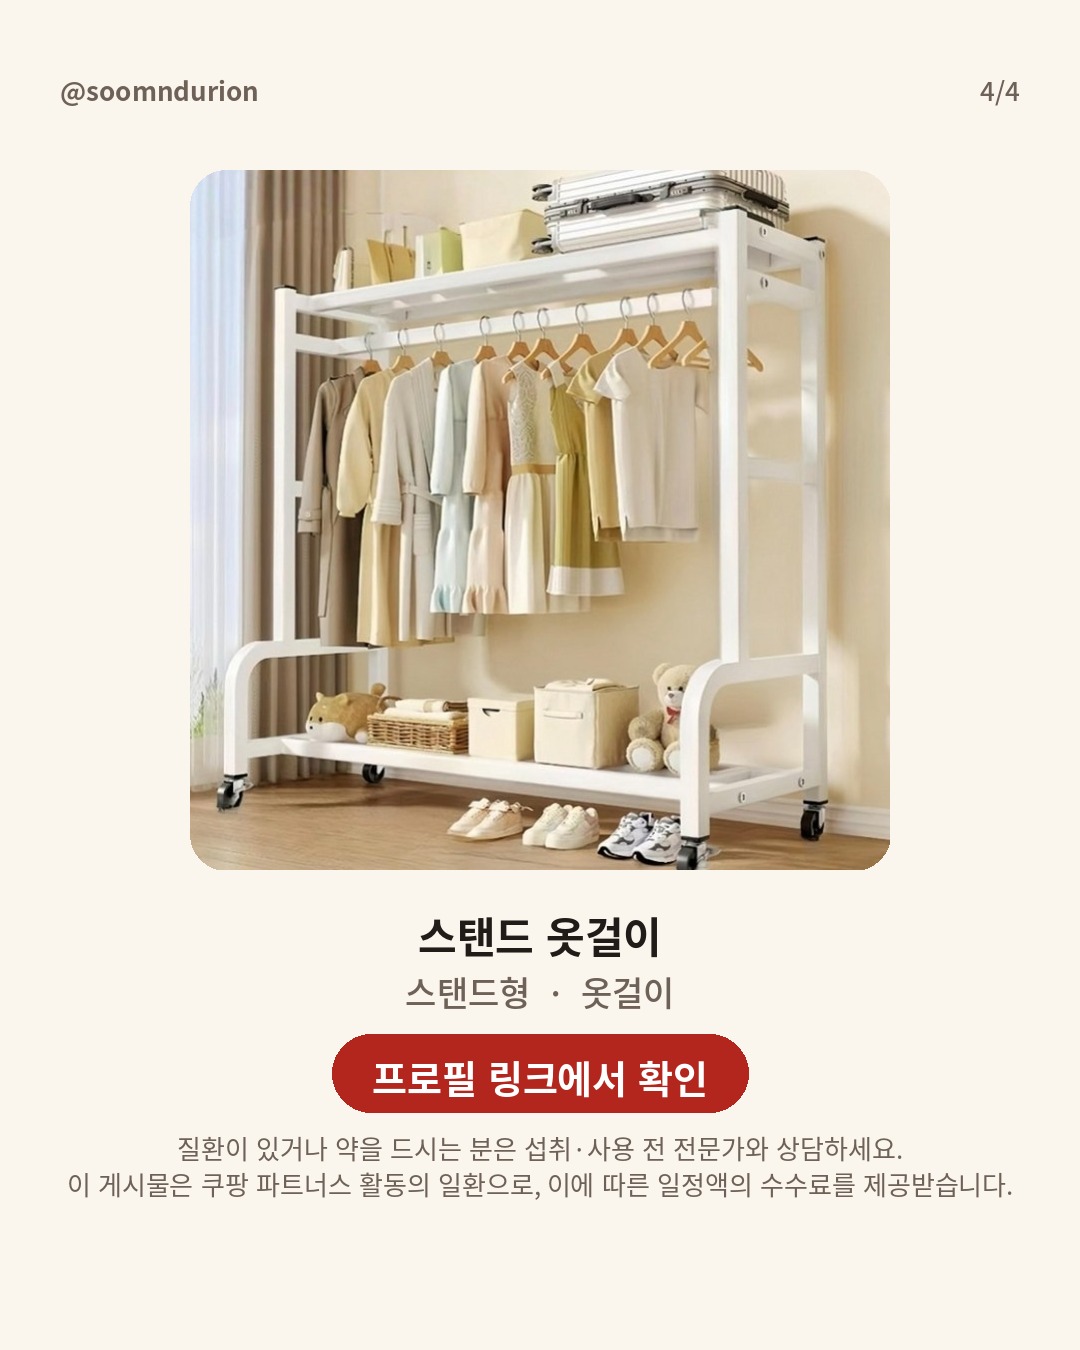 @soomndurion
4/4
스탠드 옷걸이
스탠드형 · 옷걸이
프로필 링크에서 확인
질환이 있거나 약을 드시는 분은 섭취·사용 전 전문가와 상담하세요.
이 게시물은 쿠팡 파트너스 활동의 일환으로, 이에 따른 일정액의 수수료를 제공받습니다.